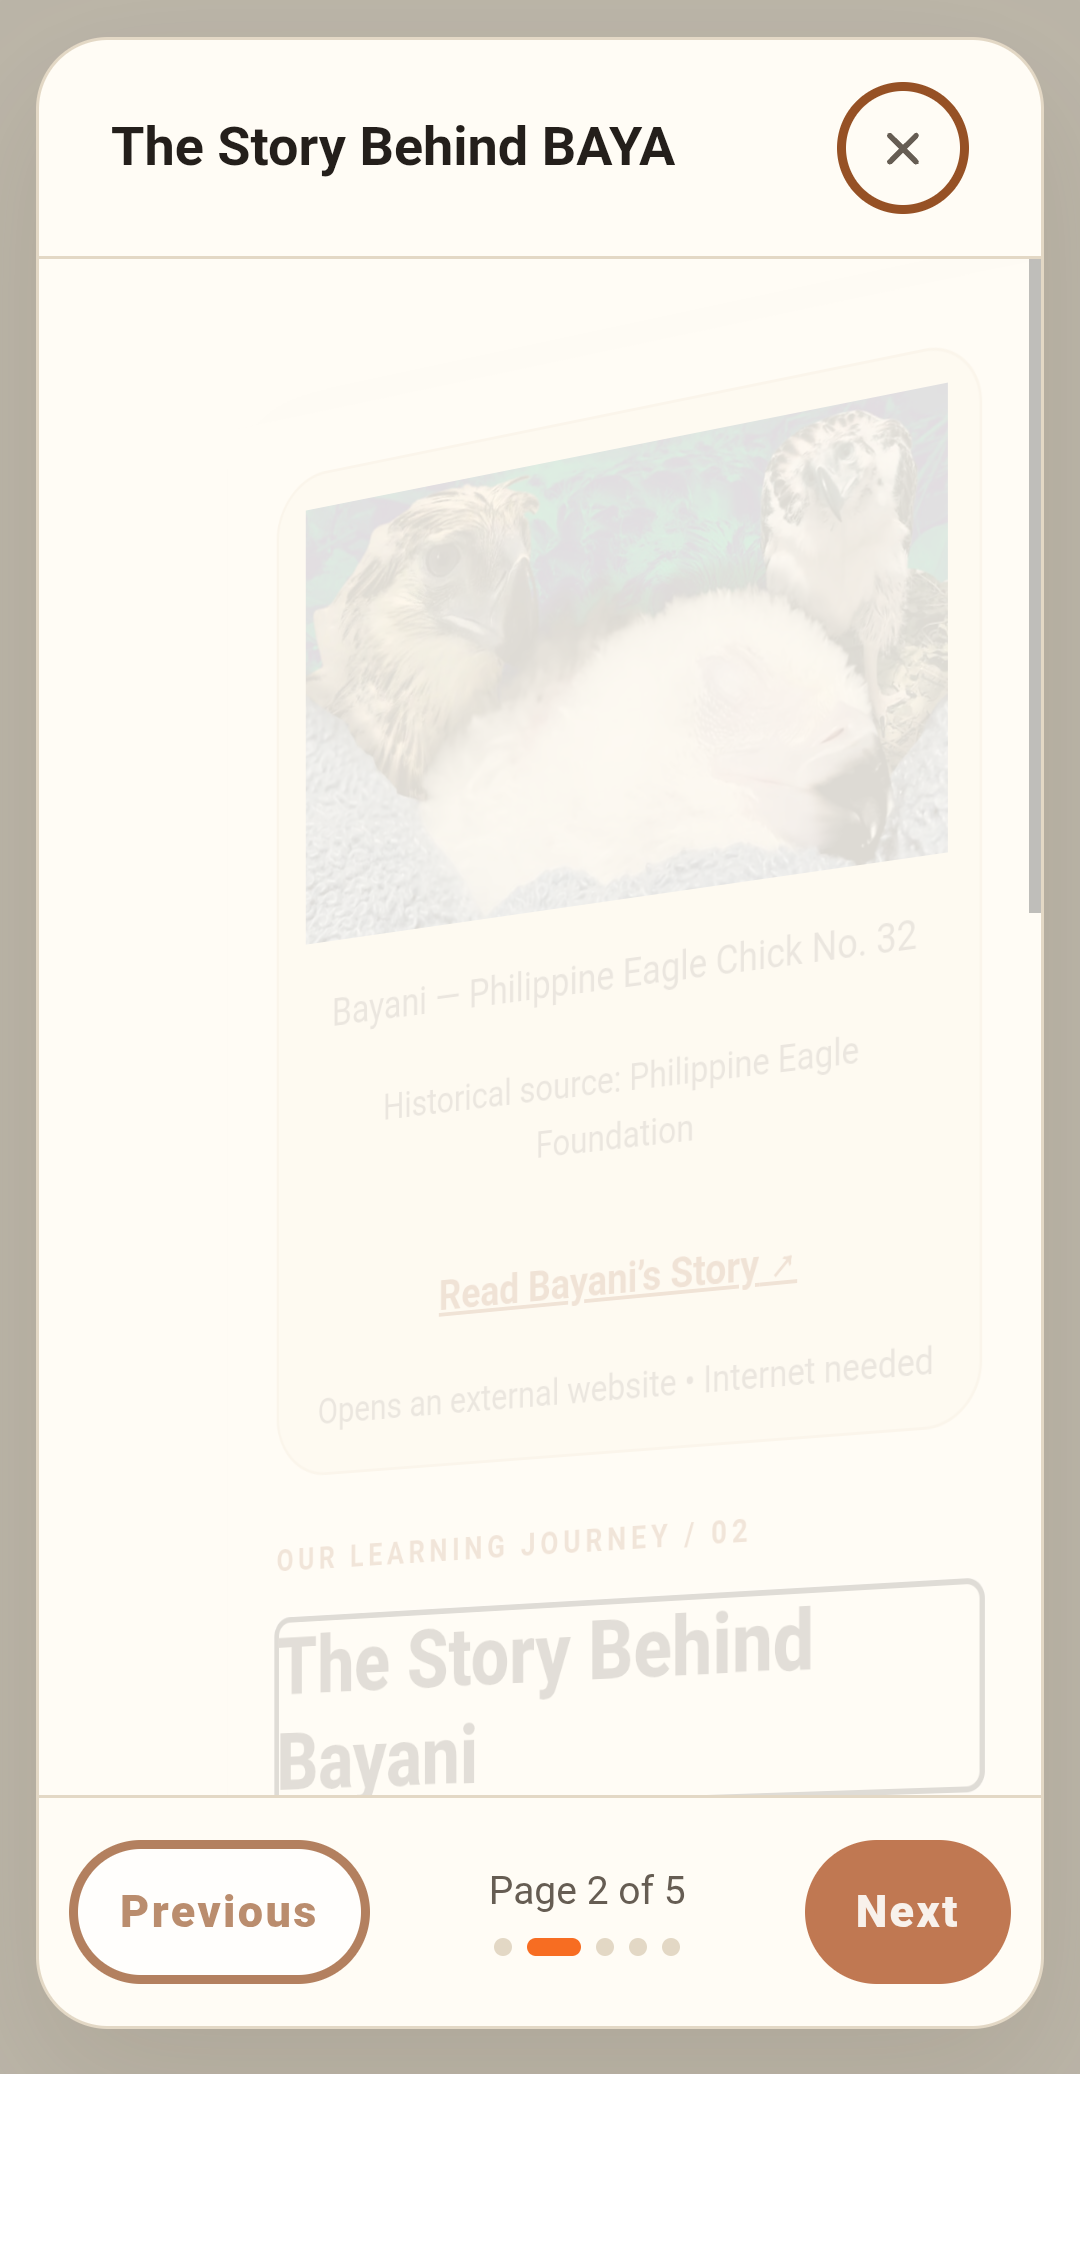 The Story Behind BAYA
Bayani — Philippine Eagle Chick No. 32
Historical source: Philippine Eagle
Foundation
Read Bayani’s Story ↗
Opens an external website • Internet needed
OUR LEARNING JOURNEY / 02
The Story Behind
Bayani
Previous
Page 2 of 5
Next